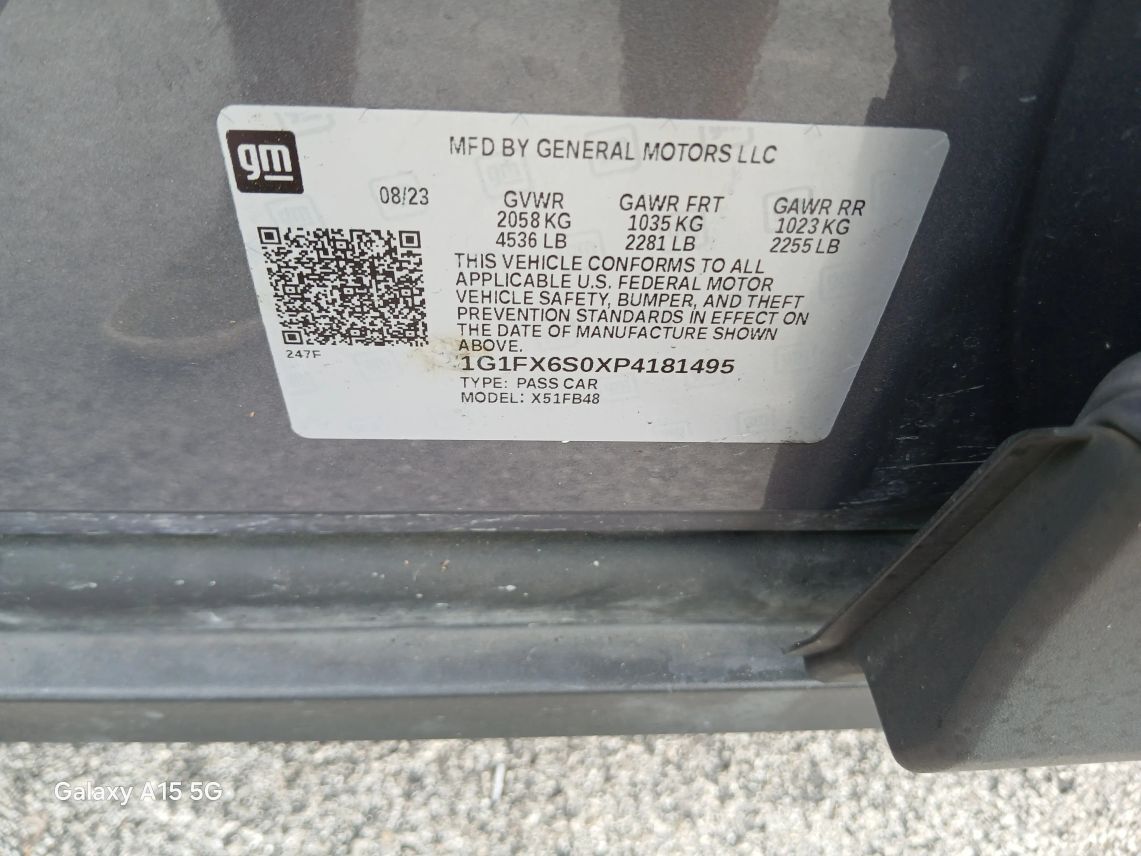 gm
MFD BY GENERAL MOTORS LLC
08/23
GVWR GAWR FRT GAWR RR
2058 KG 1035 KG 1023 KG
4536 LB 2281 LB 2255 LB
THIS VEHICLE CONFORMS TO ALL
APPLICABLE U.S. FEDERAL MOTOR
VEHICLE SAFETY, BUMPER, AND THEFT
PREVENTION STANDARDS IN EFFECT ON
THE DATE OF MANUFACTURE SHOWN
ABOVE.
247F
1G1FX6S0XP4181495
TYPE: PASS CAR
MODEL: X51FB48
Galaxy A15 5G